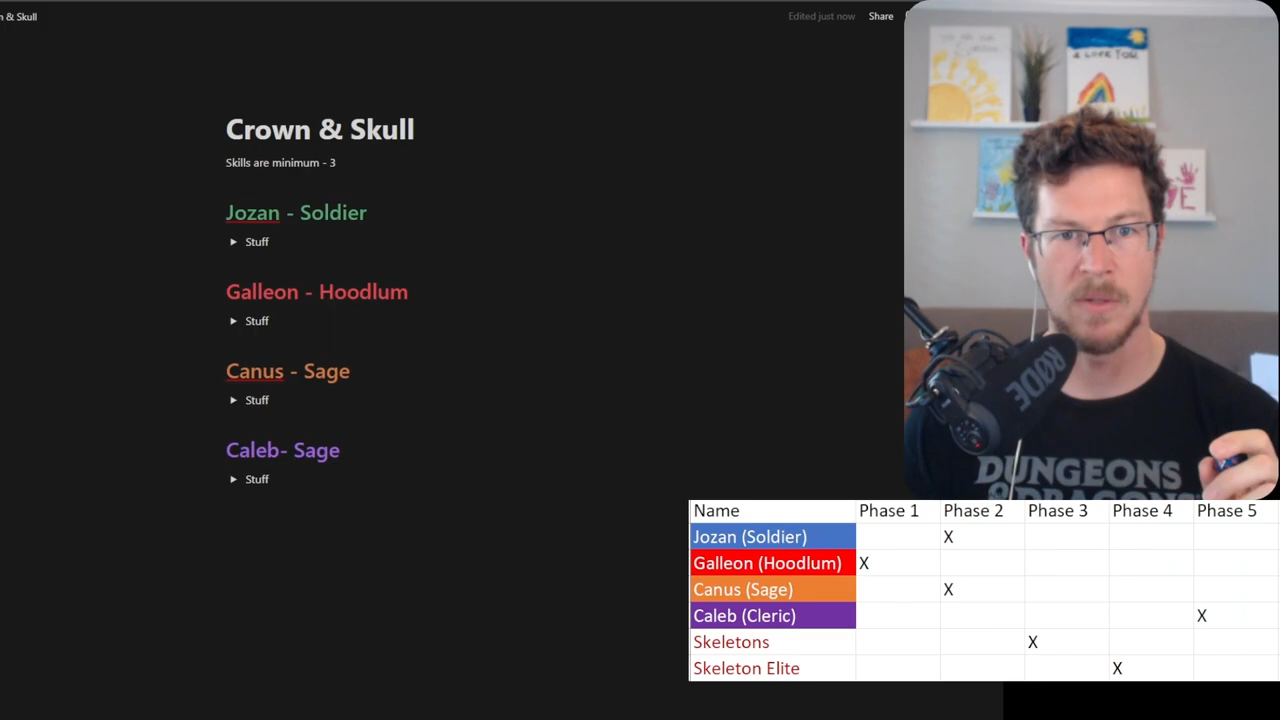 n & Skull
Edited just now
Share
Crown & Skull
Skills are minimum - 3
Jozan - Soldier
Stuff
Galleon - Hoodlum
Stuff
Canus - Sage
Stuff
Caleb- Sage
Stuff
RØDE
DUNGEONS
Name Phase 1 Phase 2 Phase 3 Phase 4 Phase 5
Jozan (Soldier) X
Galleon (Hoodlum) X
Canus (Sage) X
Caleb (Cleric) X
Skeletons X
Skeleton Elite X